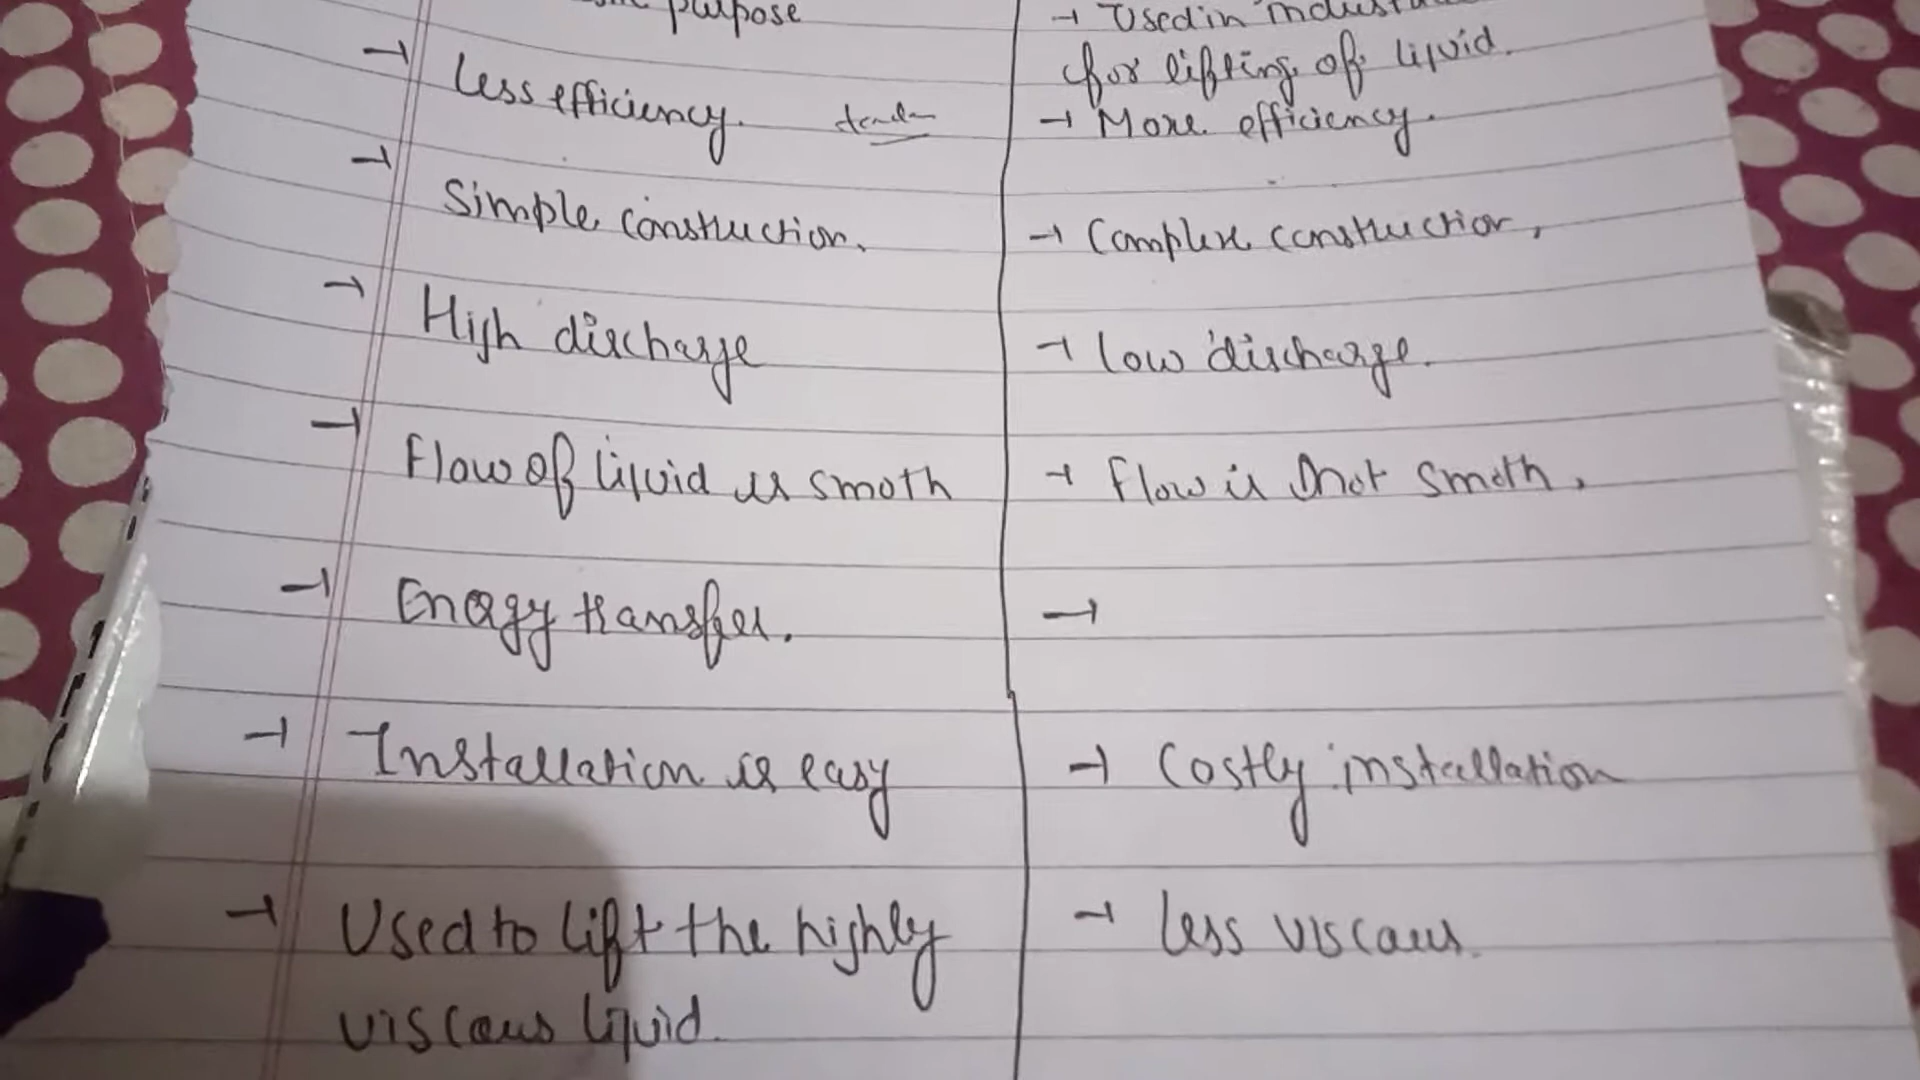 purpose
→ Used in
for lifting of liquid.
→ Less efficiency.
→ More efficiency.
→ Simple construction.
→ Complex construction,
→ High discharge
→ low discharge.
→ Flow of liquid is smoth
→ Flow is not smoth,
→ Energy transfer.
→
→ Installation is easy
→ Costly installation
→ Used to lift the highly
→ less viscous.
viscous liquid.